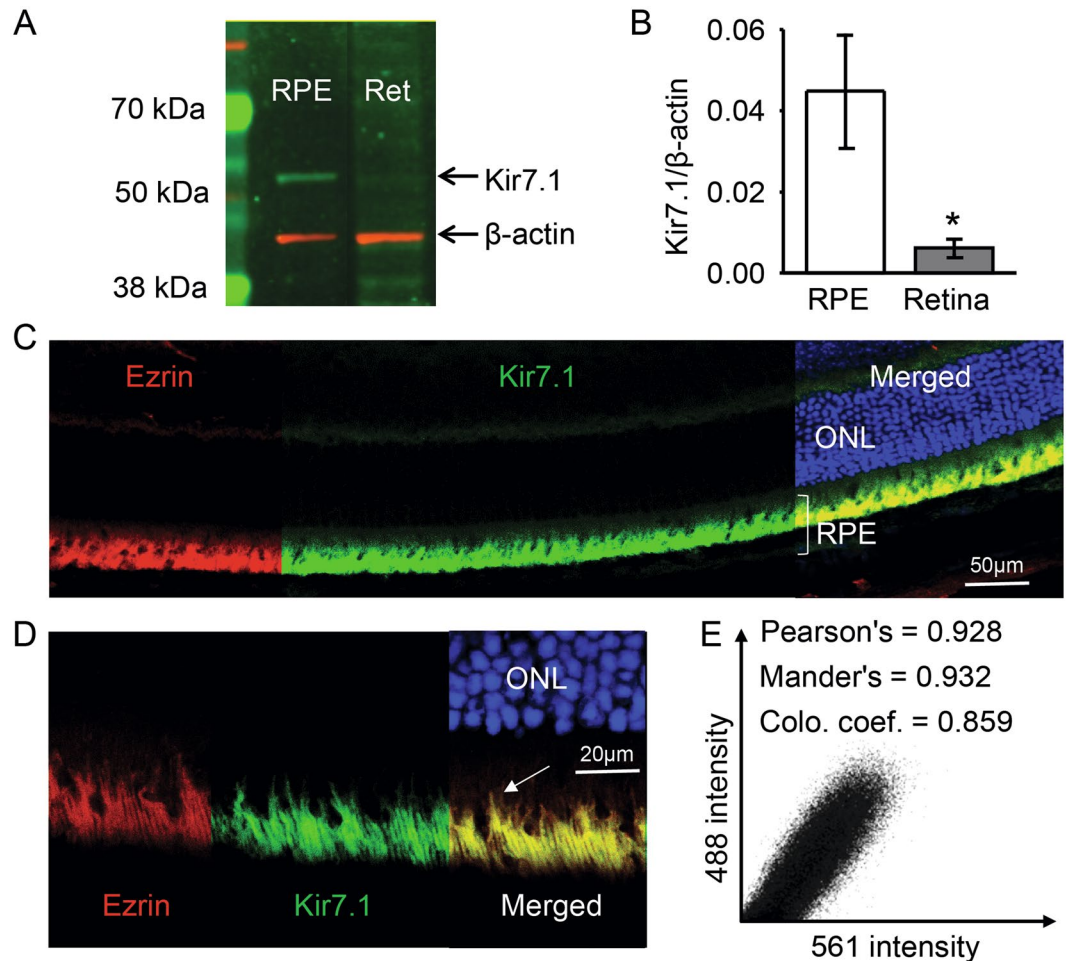 A
RPE Ret
70 kDa
50 kDa
38 kDa
Kir7.1
β-actin
B
Kir7.1/β-actin
0.06
0.04
0.02
0.00
*
RPE Retina
C
Ezrin Kir7.1 Merged
ONL
RPE
50µm
D
ONL
20µm
Ezrin Kir7.1 Merged
E
Pearson's = 0.928
Mander's = 0.932
Colo. coef. = 0.859
488 intensity
561 intensity